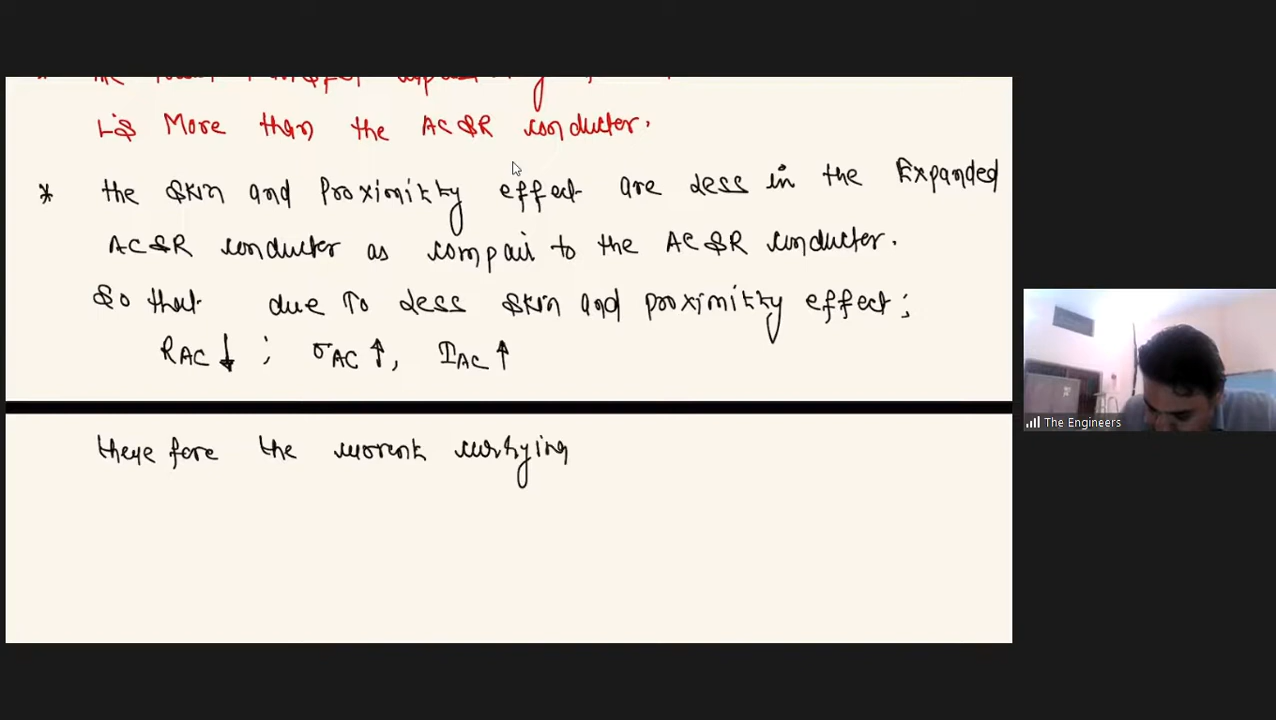 is More than the ACSR conductor.
* the skin and Proximity effect are less in the Expanded
ACSR conductor as compair to the ACSR conductor.
So that due To less skin and proximity effect;
RAC ↓ ; σAC ↑, IAC ↑
therefore the current carrying
The Engineers